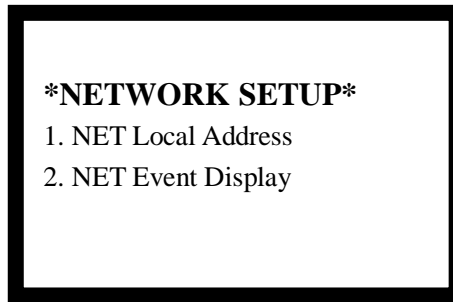 *NETWORK SETUP*
1. NET Local Address
2. NET Event Display